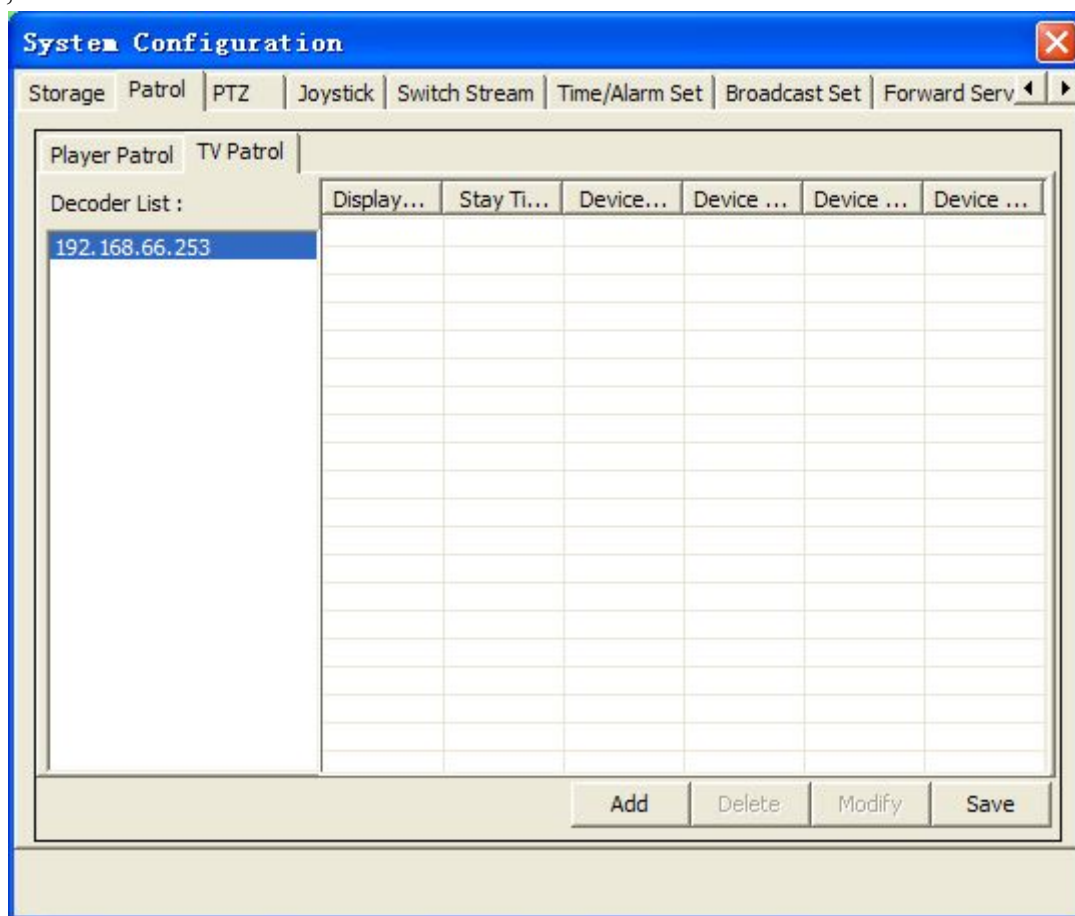 System Configuration
Storage Patrol PTZ Joystick Switch Stream Time/Alarm Set Broadcast Set Forward Serv
Player Patrol TV Patrol
Decoder List :
Display... Stay Ti... Device... Device ... Device ... Device ...
192.168.66.253
Add Delete Modify Save